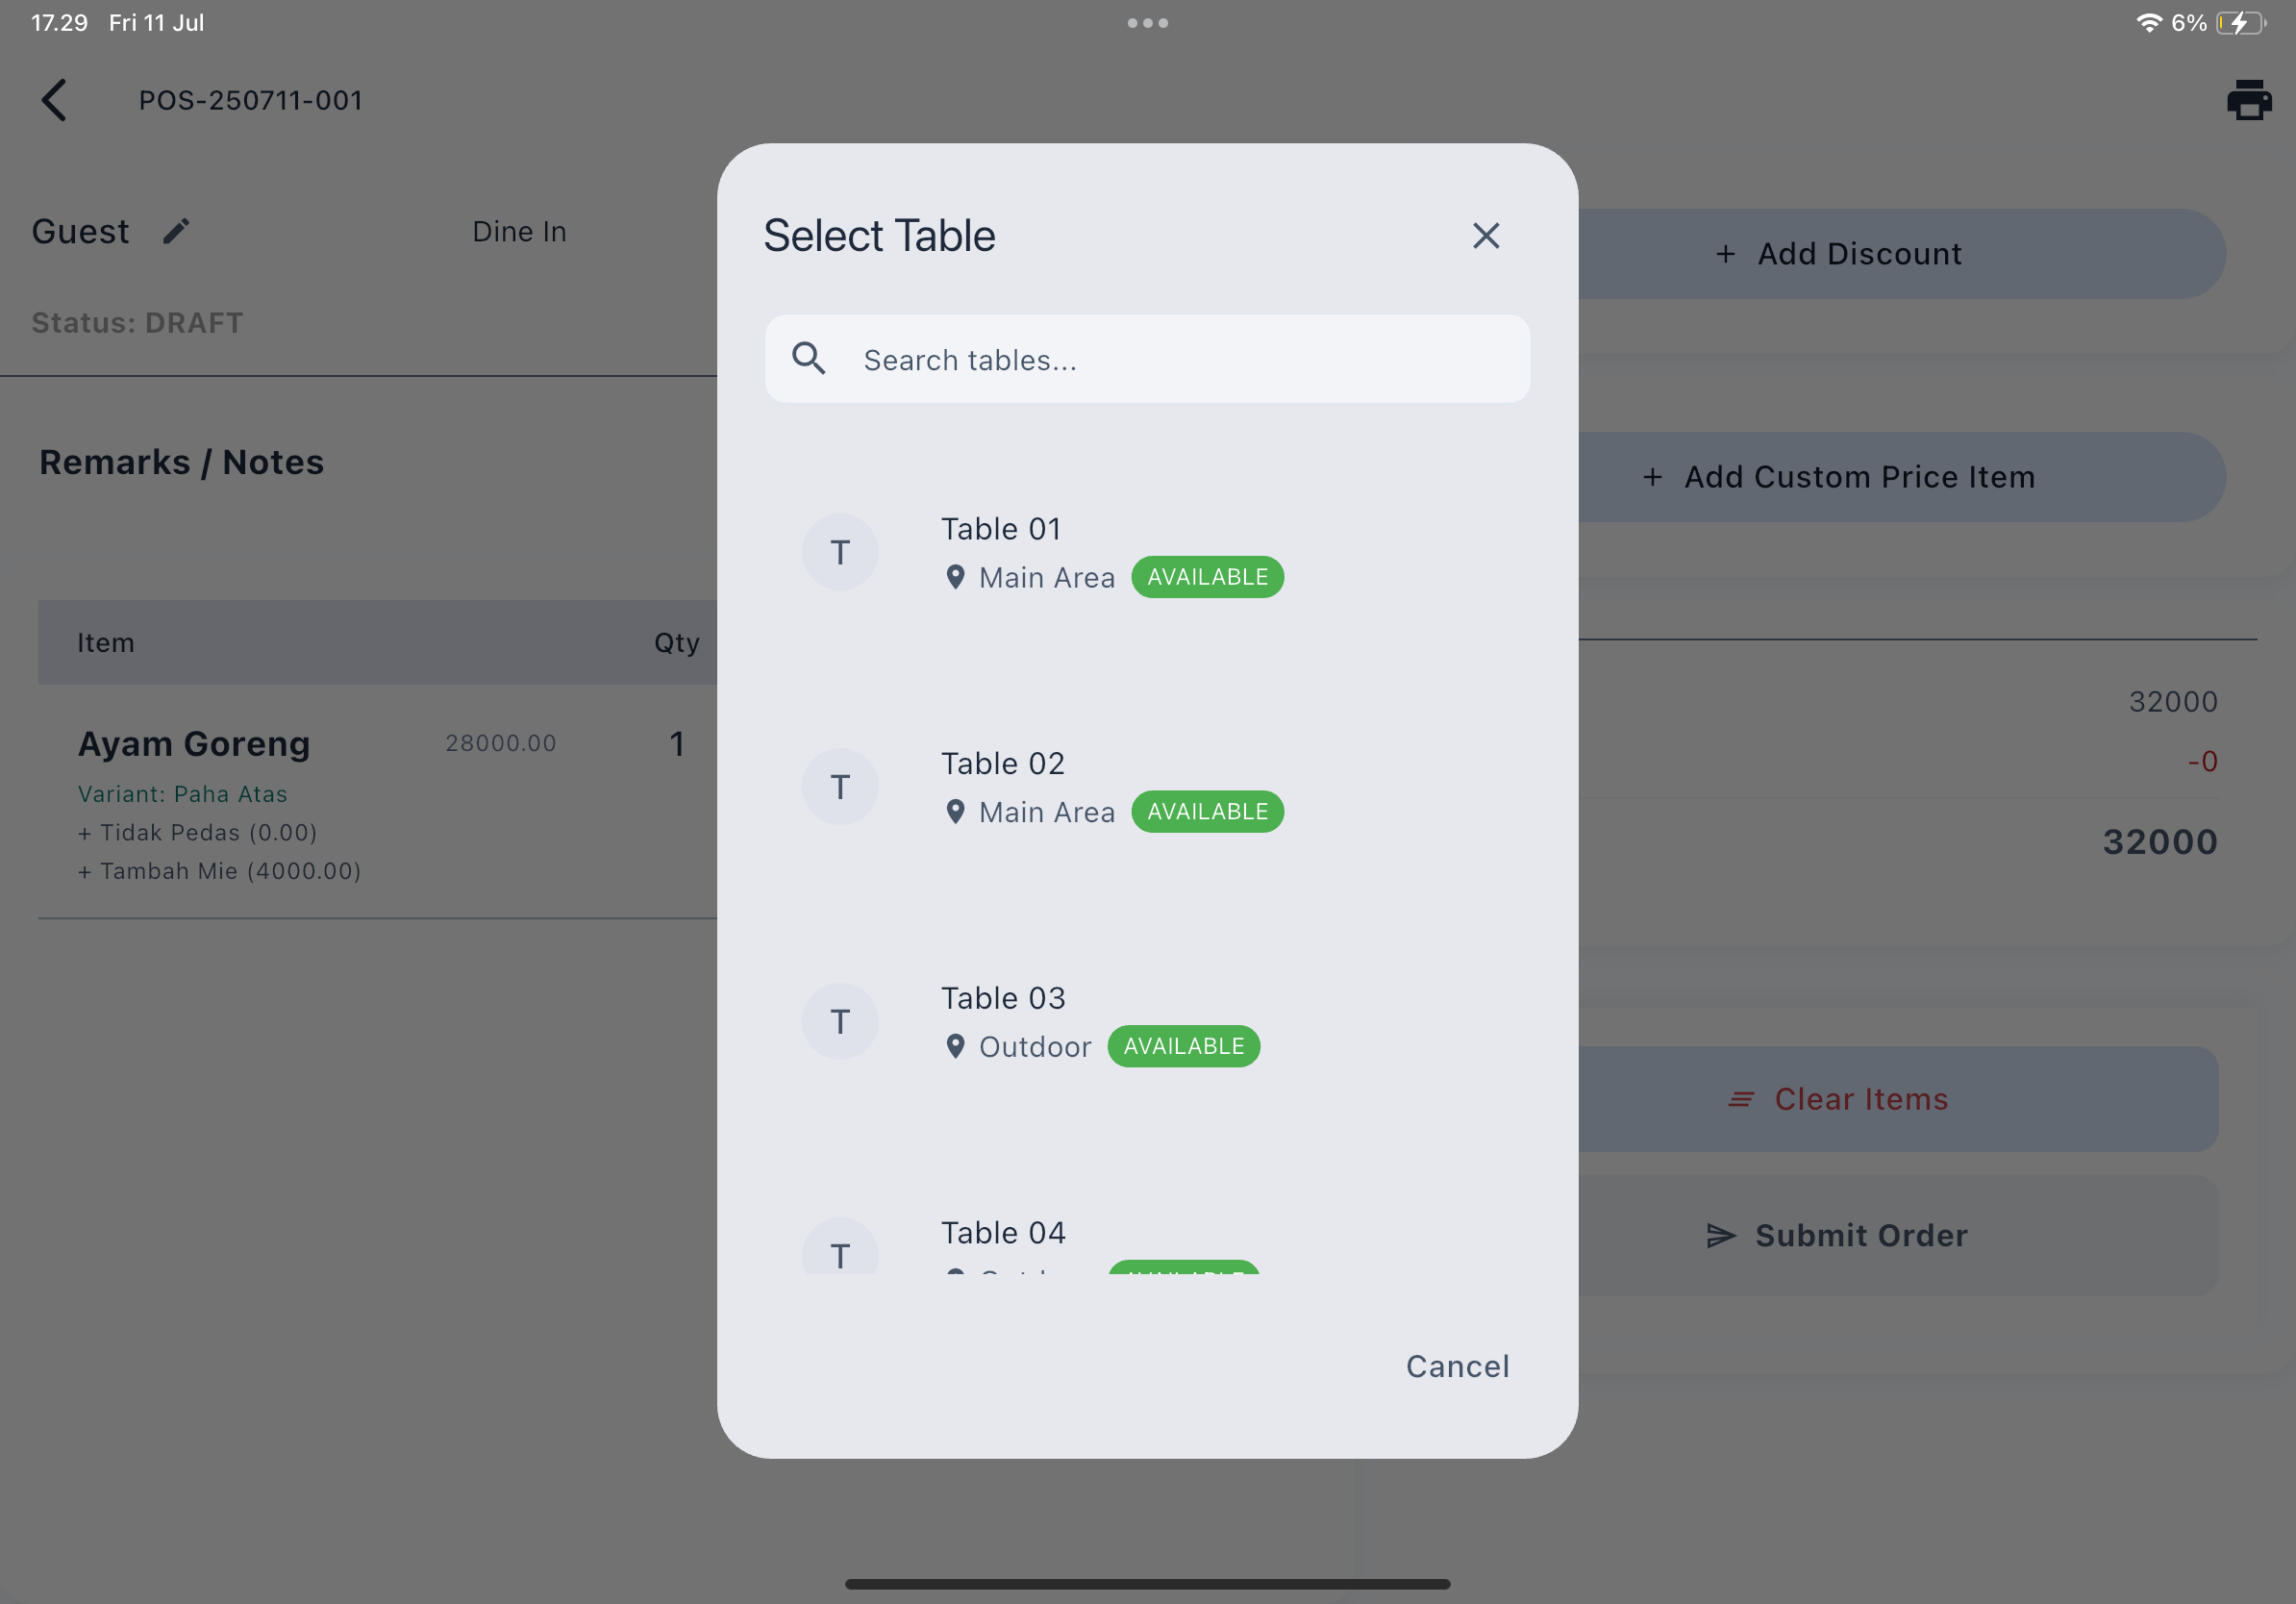 17.29 Fri 11 Jul
6%
POS-250711-001
Guest
Dine In
Status: DRAFT
Remarks / Notes
Item
Qty
Ayam Goreng
28000.00
1
Variant: Paha Atas
+ Tidak Pedas (0.00)
+ Tambah Mie (4000.00)
Select Table
Search tables...
T
Table 01
Main Area
AVAILABLE
T
Table 02
Main Area
AVAILABLE
T
Table 03
Outdoor
AVAILABLE
T
Table 04
Cancel
+ Add Discount
+ Add Custom Price Item
32000
-0
32000
Clear Items
Submit Order